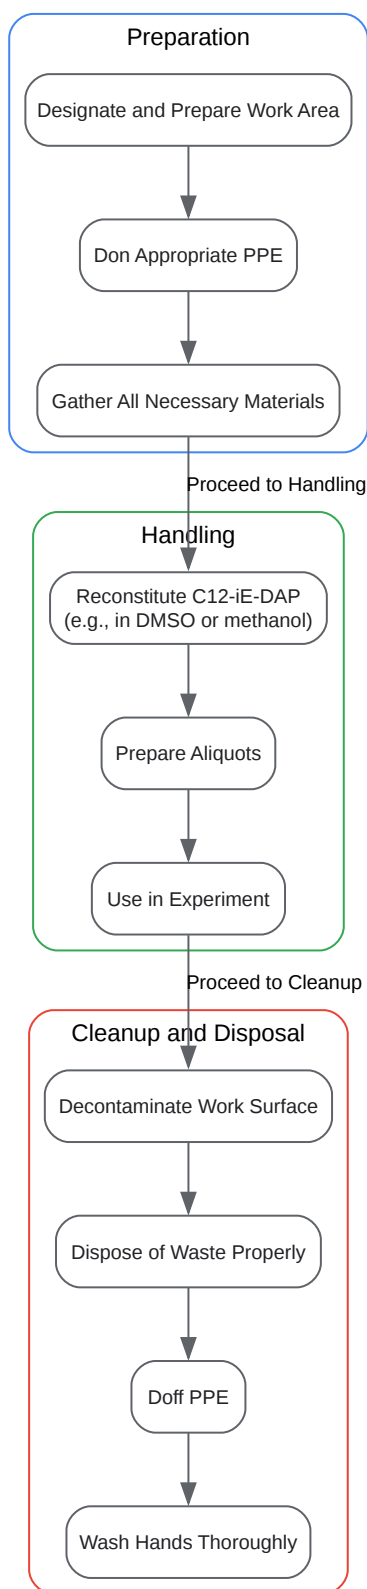 Preparation
Designate and Prepare Work Area
Don Appropriate PPE
Gather All Necessary Materials
Proceed to Handling
Handling
Reconstitute C12-iE-DAP
(e.g., in DMSO or methanol)
Prepare Aliquots
Use in Experiment
Proceed to Cleanup
Cleanup and Disposal
Decontaminate Work Surface
Dispose of Waste Properly
Doff PPE
Wash Hands Thoroughly